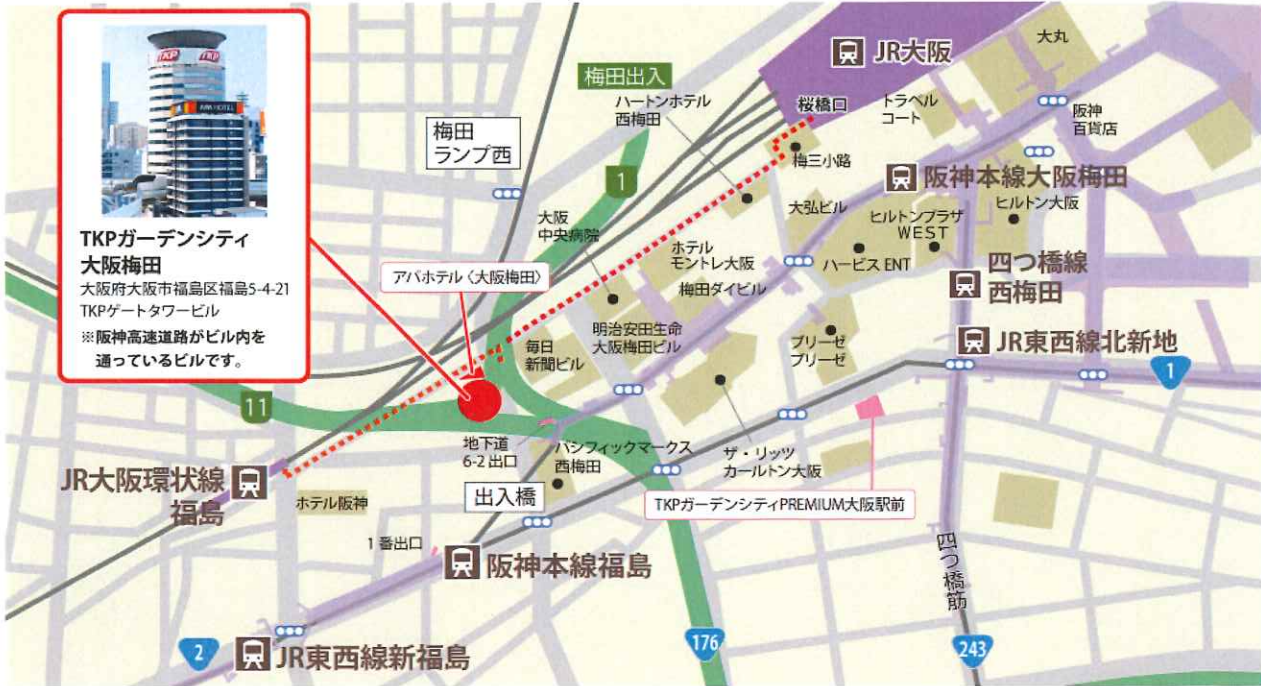 TKP
TKP
APA HOTEL
TKPガーデンシティ
大阪梅田
大阪府大阪市福島区福島5-4-21
TKPゲートタワービル
※阪神高速道路がビル内を
通っているビルです。
梅田出入
ハートンホテル
西梅田
梅田
ランプ西
1
桜橋口
JR大阪
大丸
トラベル
コート
阪神
百貨店
梅三小路
阪神本線大阪梅田
大弘ビル
ヒルトンプラザ
WEST
ヒルトン大阪
大阪
中央病院
ホテル
モントレ大阪
ハービス ENT
四つ橋線
西梅田
アパホテル〈大阪梅田〉
梅田ダイビル
明治安田生命
大阪梅田ビル
ブリーゼ
ブリーゼ
JR東西線北新地
1
毎日
新聞ビル
11
地下道
6-2 出口
パシフィックマークス
西梅田
ザ・リッツ
カールトン大阪
JR大阪環状線
福島
ホテル阪神
出入橋
TKPガーデンシティPREMIUM大阪駅前
1 番出口
阪神本線福島
四つ橋筋
2
JR東西線新福島
176
243